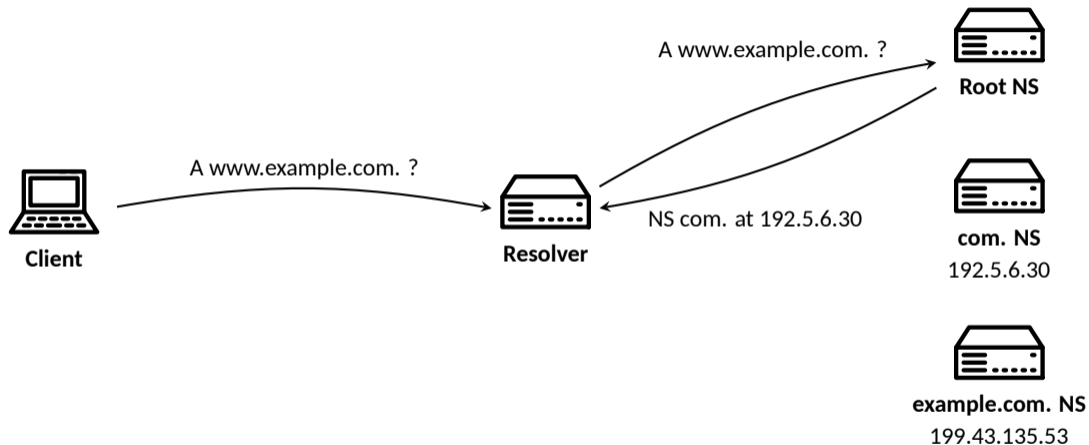 A www.example.com. ?
Root NS
A www.example.com. ?
Client
Resolver
NS com. at 192.5.6.30
com. NS
192.5.6.30
example.com. NS
199.43.135.53